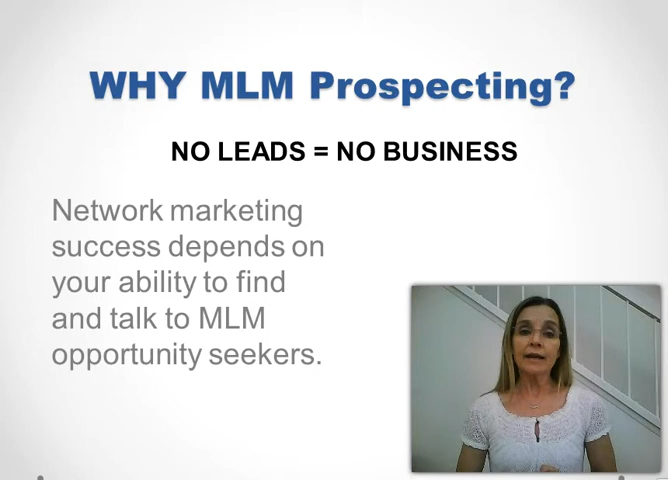 WHY MLM Prospecting?
NO LEADS = NO BUSINESS
Network marketing
success depends on
your ability to find
and talk to MLM
opportunity seekers.